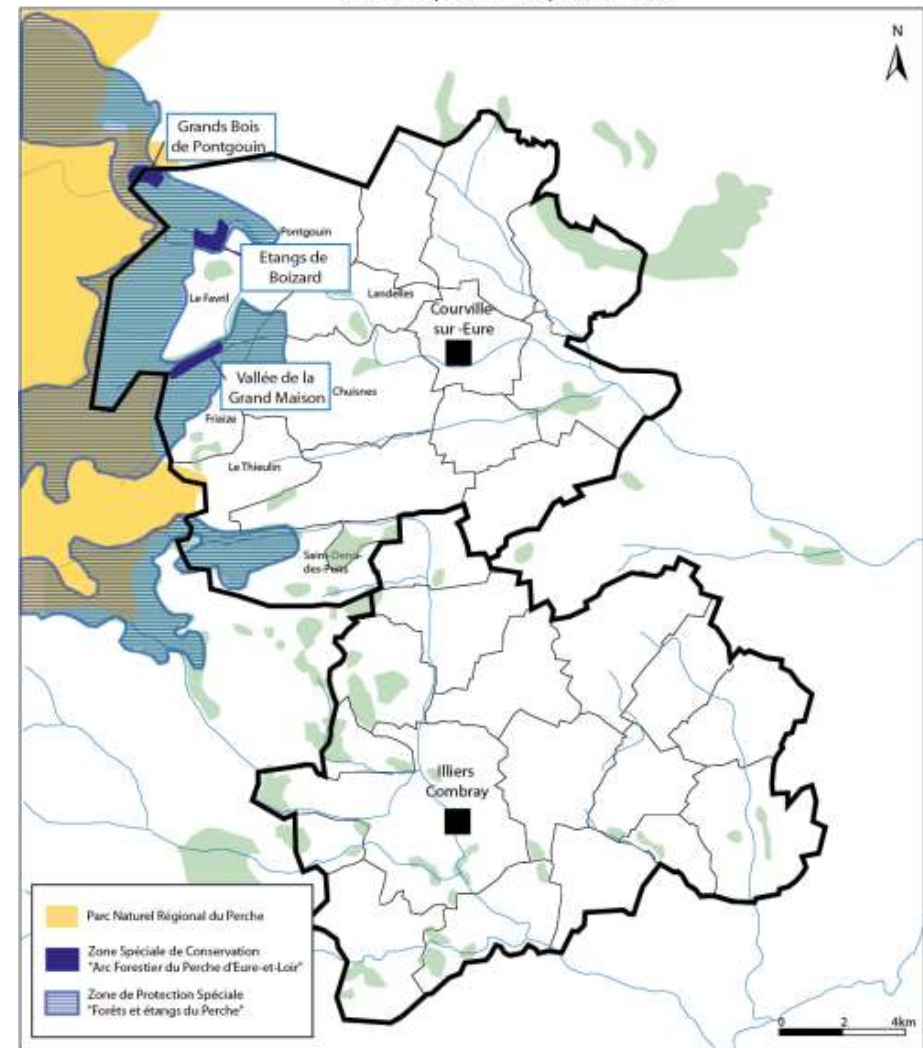 N
Grands Bois
de Pontgouin
Pontgouin
Etangs de
Boizard
Le Favril
Landelles
Courville-
sur -Eure
Vallée de la
Grand Maison
Chuisnes
Friaize
Le Thieulin
Saint-Denis-
des-Puits
Illiers
Combray
Parc Naturel Régional du Perche
Zone Spéciale de Conservation
"Arc Forestier du Perche d'Eure-et-Loir"
Zone de Protection Spéciale
"Forêts et étangs du Perche"
0 2 4km